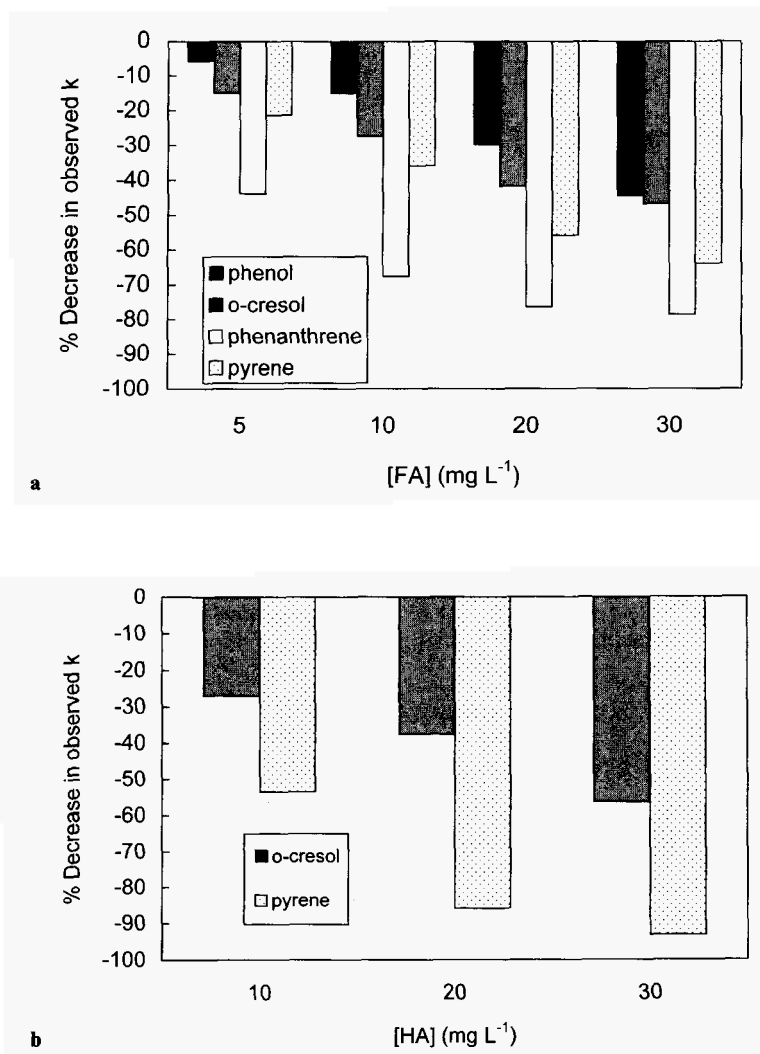 0
-10
-20
-30
-40
-50
-60
-70
-80
-90
-100
% Decrease in observed k
phenol
o-cresol
phenanthrene
pyrene
5 10 20 30
[FA] (mg L⁻¹)
a
0
-10
-20
-30
-40
-50
-60
-70
-80
-90
-100
% Decrease in observed k
o-cresol
pyrene
10 20 30
[HA] (mg L⁻¹)
b